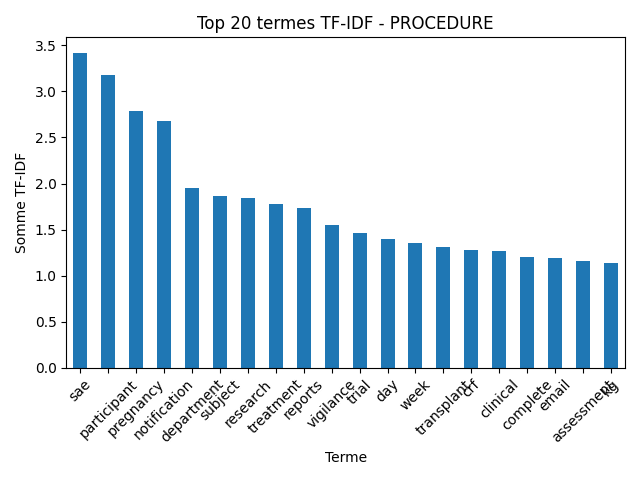 Top 20 termes TF-IDF - PROCEDURE
Somme TF-IDF
3.5
3.0
2.5
2.0
1.5
1.0
0.5
0.0
sae
participant
pregnancy
notification
department
subject
research
treatment
reports
vigilance
trial
day
week
transplant
crf
clinical
complete
email
assessment
Terme